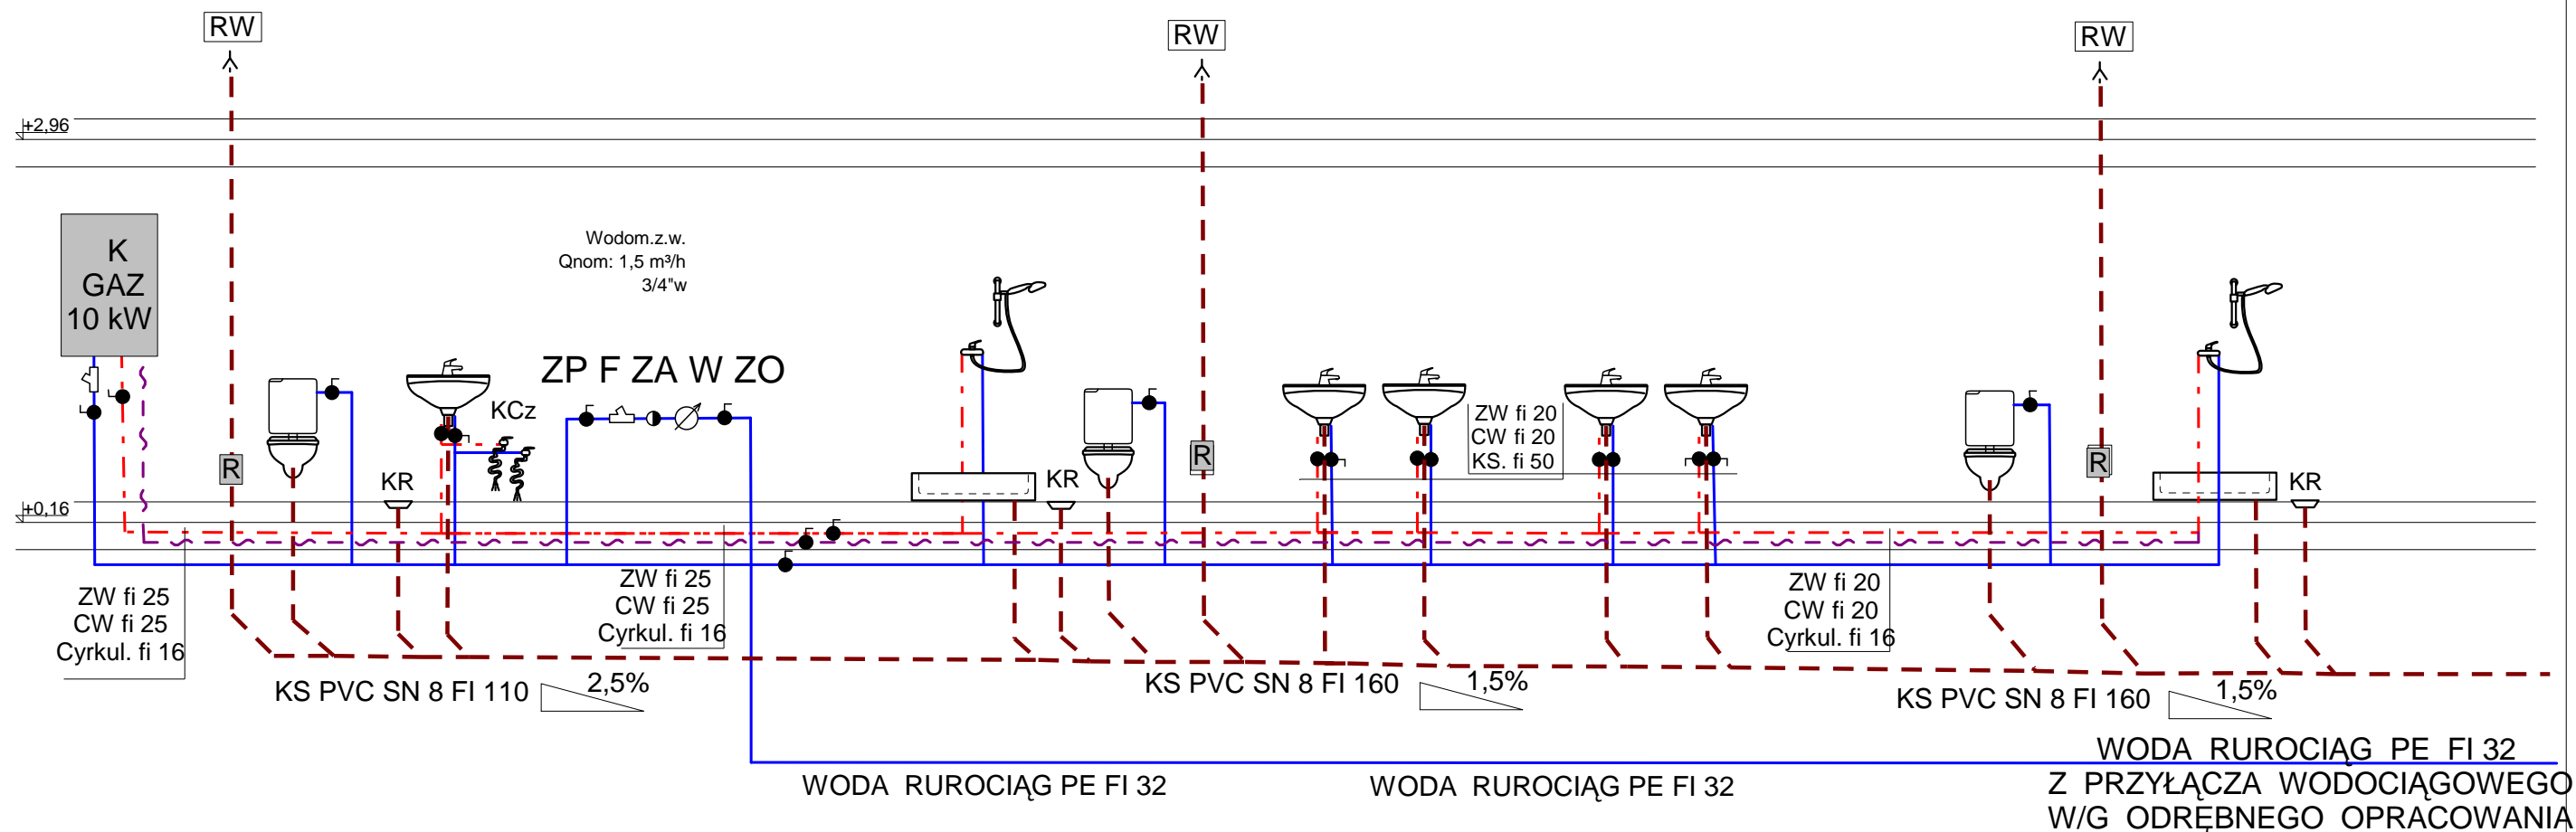 RW
RW
RW
+2,96
K
GAZ
10 kW
Wodom.z.w.
Qnom: 1,5 m³/h
3/4"w
ZP F ZA W ZO
KCz
R
KR
KR
R
ZW fi 20
CW fi 20
KS. fi 50
R
KR
+0,16
ZW fi 25
CW fi 25
Cyrkul. fi 16
ZW fi 25
CW fi 25
Cyrkul. fi 16
ZW fi 20
CW fi 20
Cyrkul. fi 16
KS PVC SN 8 FI 110
2,5%
KS PVC SN 8 FI 160
1,5%
KS PVC SN 8 FI 160
1,5%
WODA RUROCIĄG PE FI 32
WODA RUROCIĄG PE FI 32
WODA RUROCIĄG PE FI 32
Z PRZYŁĄCZA WODOCIĄGOWEGO
W/G ODRĘBNEGO OPRACOWANIA